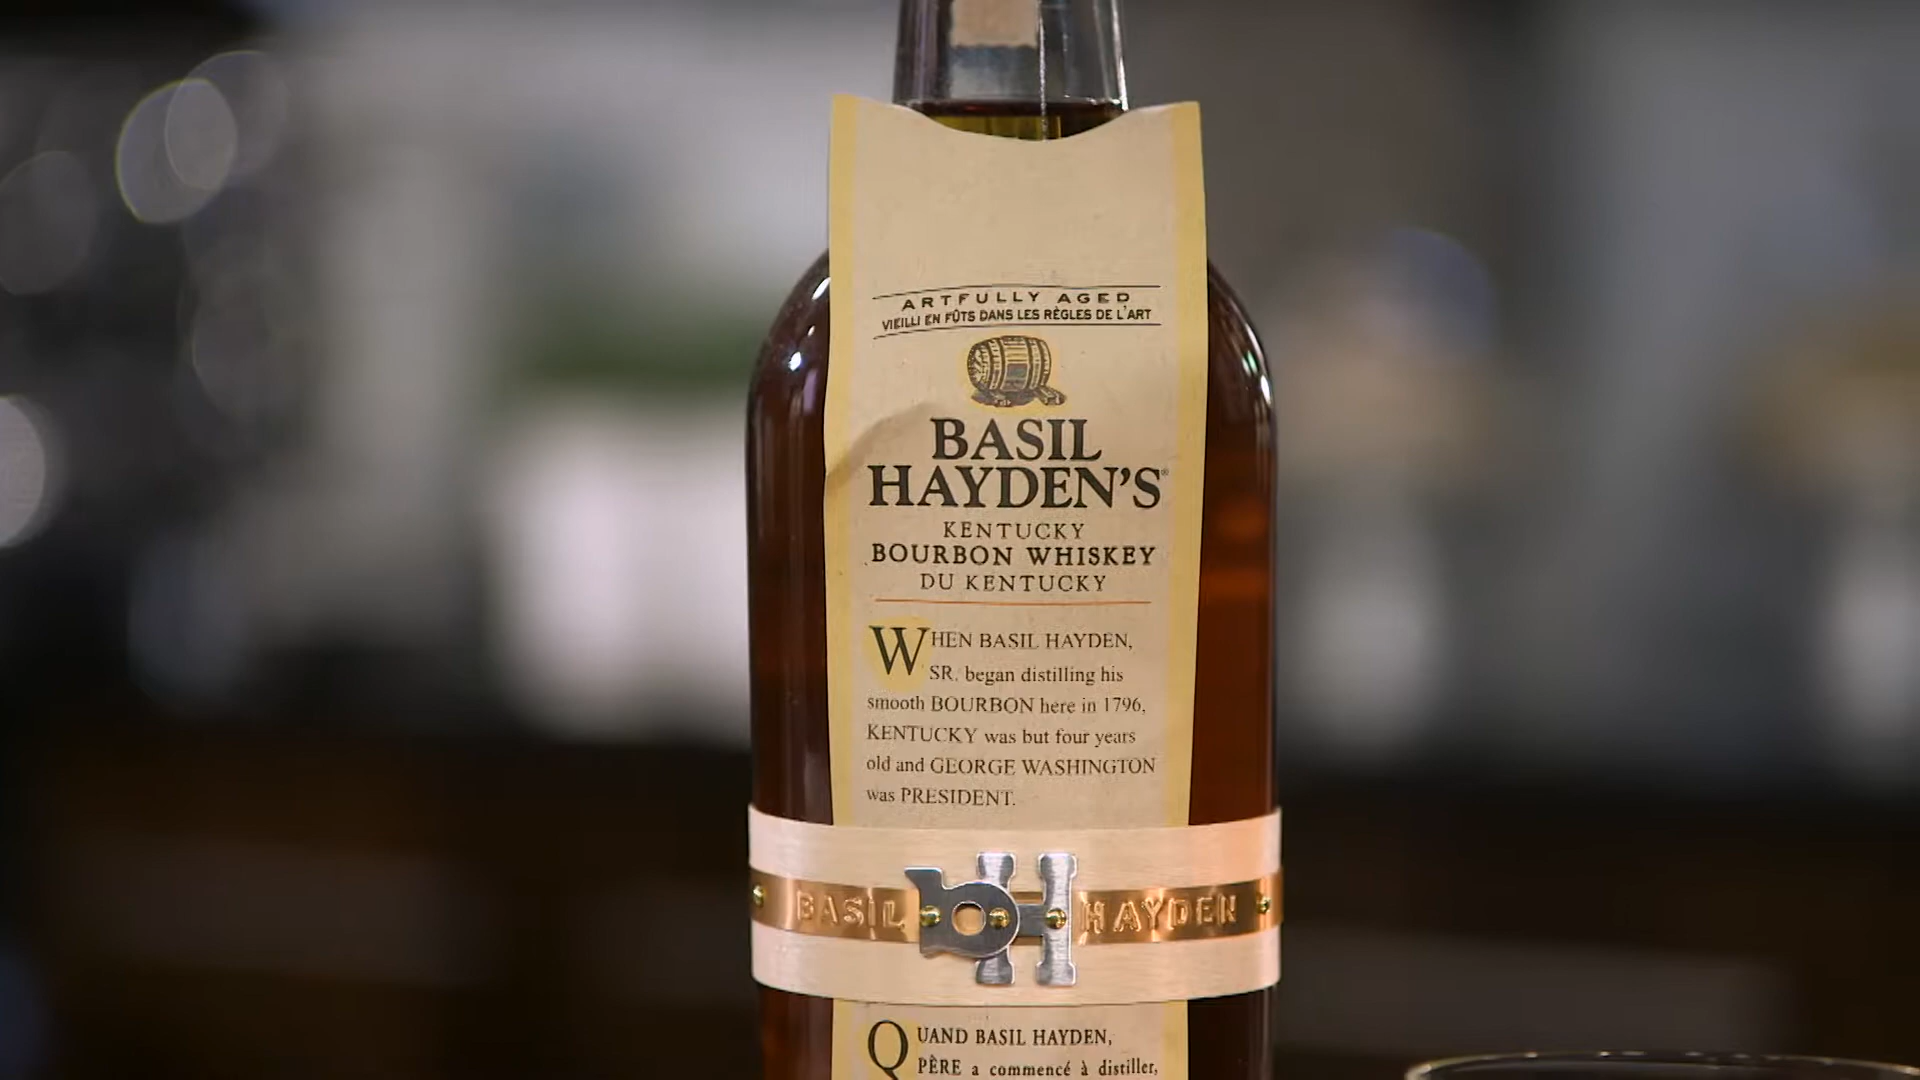 ARTFULLY AGED
VIEILLI EN FÛTS DANS LES RÈGLES DE L'ART
BASIL
HAYDEN'S®
KENTUCKY
BOURBON WHISKEY
DU KENTUCKY
WHEN BASIL HAYDEN,
SR. began distilling his
smooth BOURBON here in 1796,
KENTUCKY was but four years
old and GEORGE WASHINGTON
was PRESIDENT.
BASIL bH HAYDEN
QUAND BASIL HAYDEN,
PÈRE a commencé à distiller,